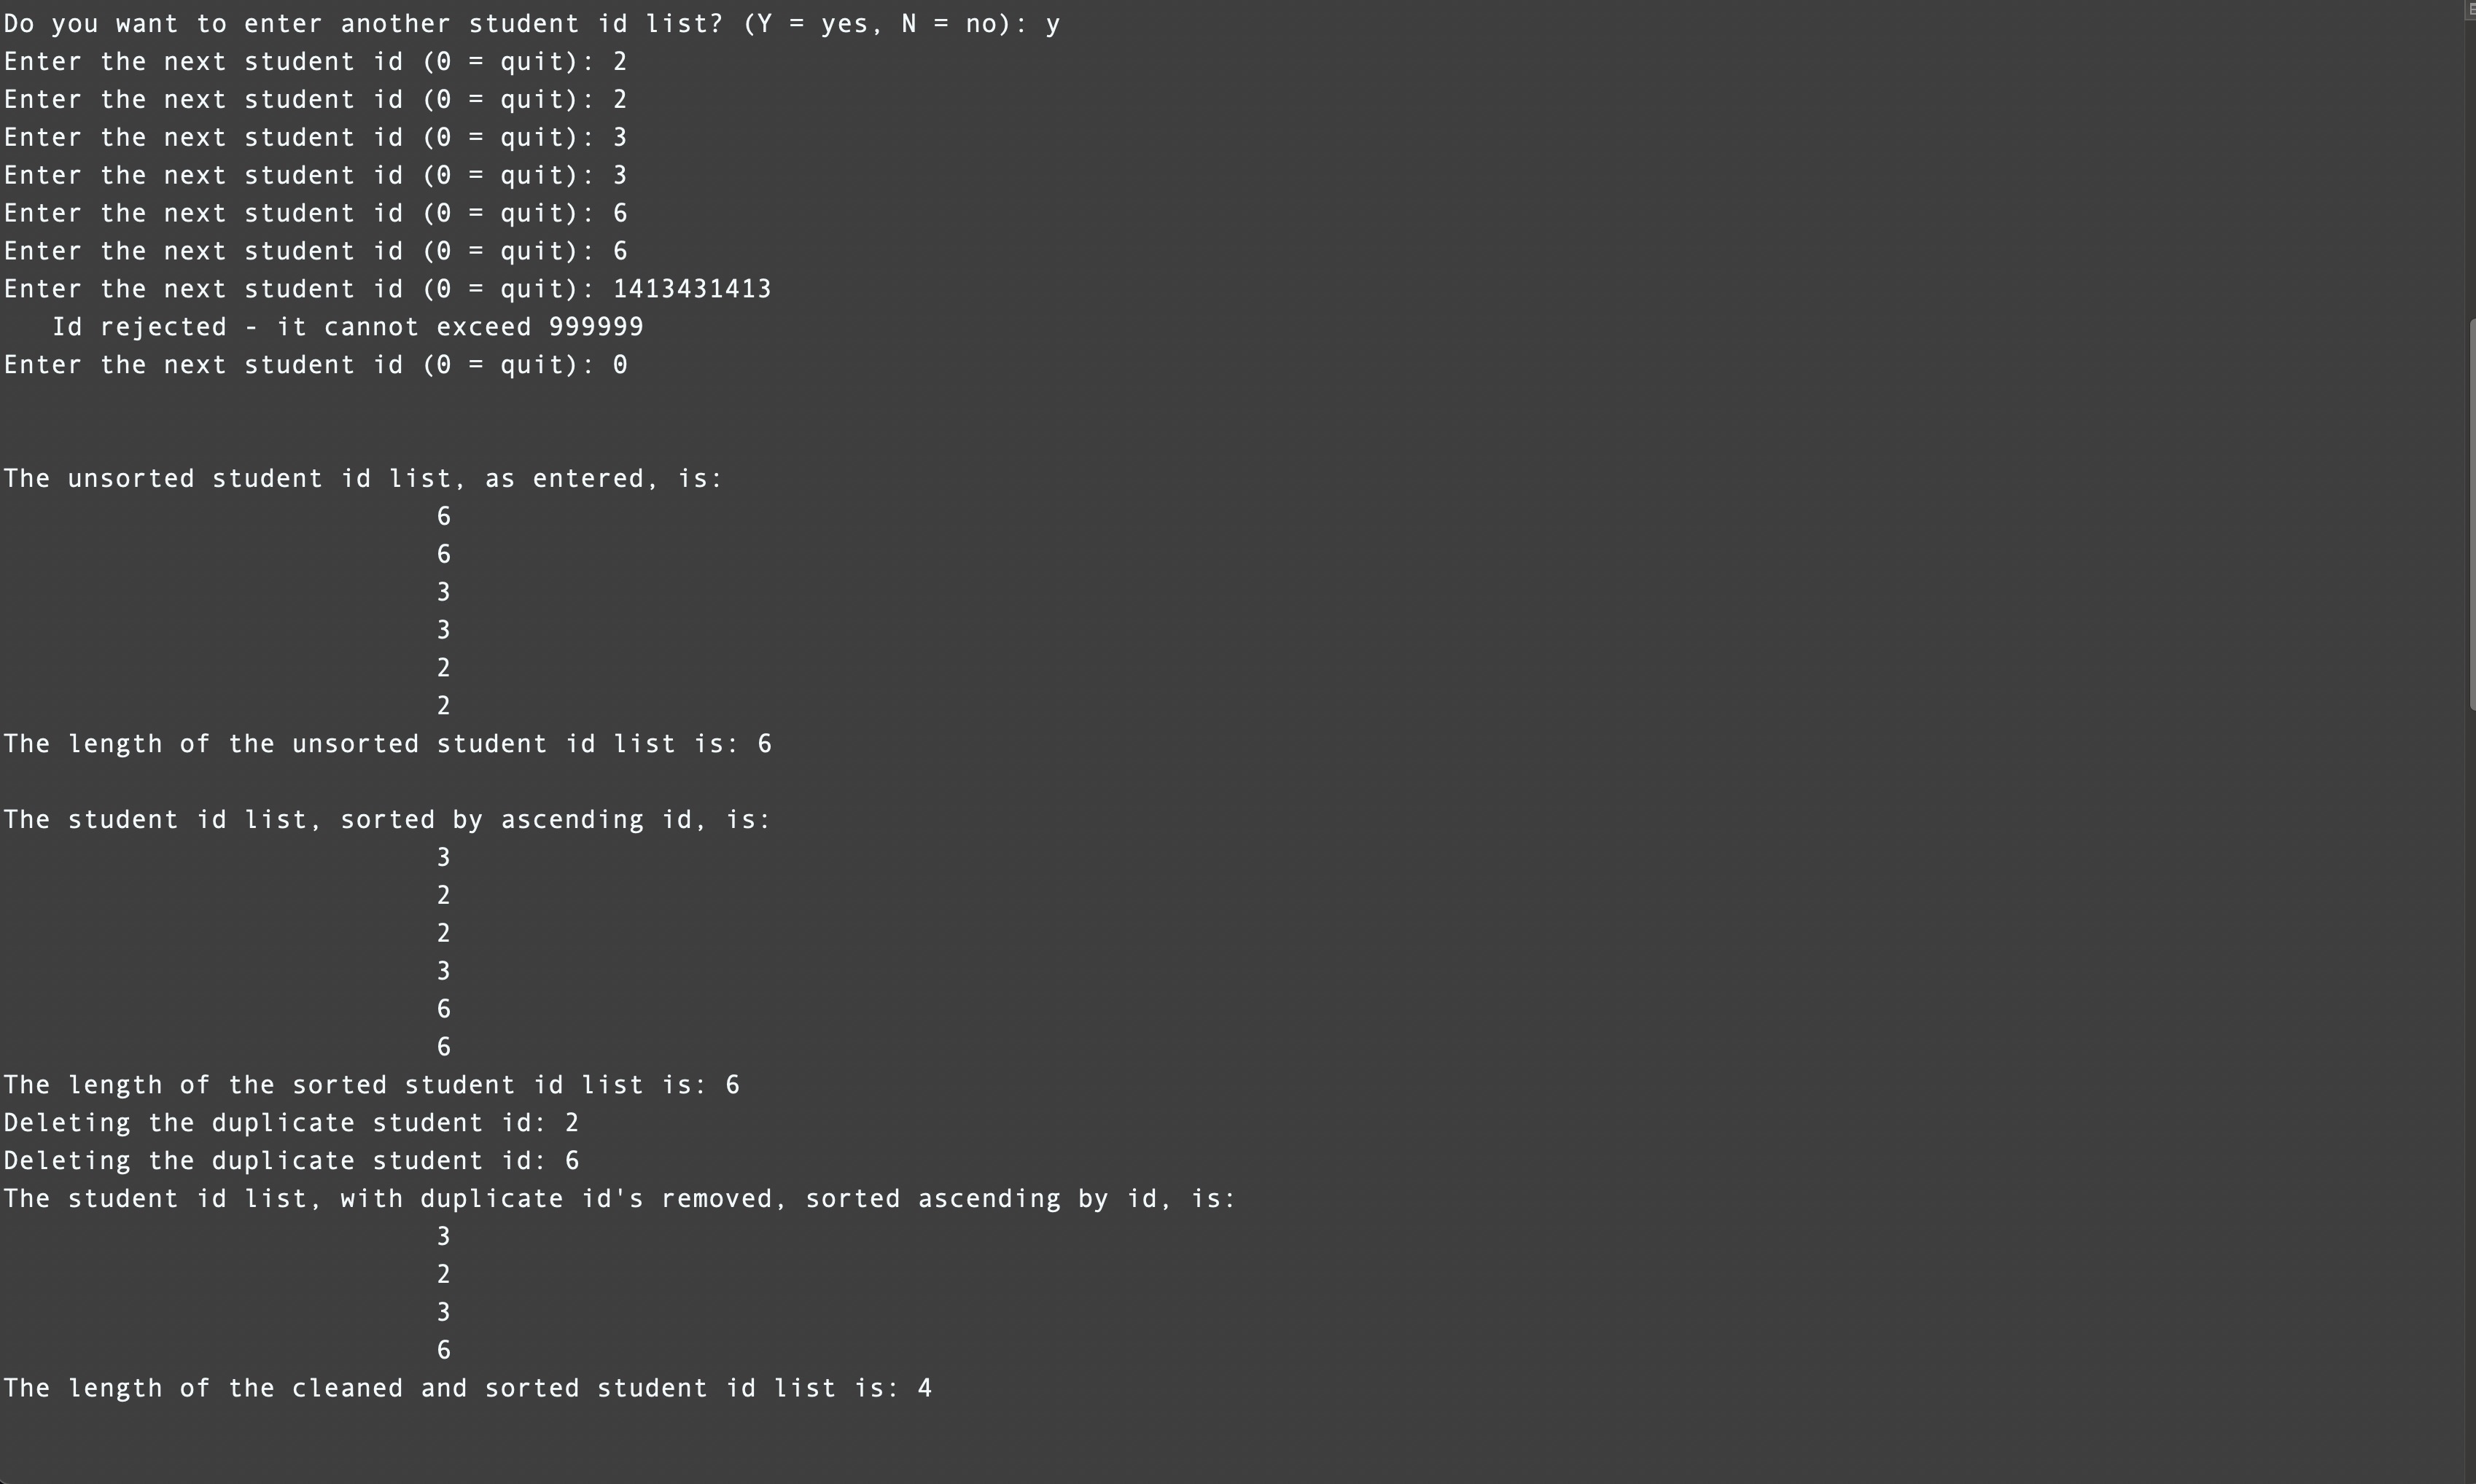 Do you want to enter another student id list? (Y = yes, N = no): y
Enter the next student id (0 = quit): 2
Enter the next student id (0 = quit): 2
Enter the next student id (0 = quit): 3
Enter the next student id (0 = quit): 3
Enter the next student id (0 = quit): 6
Enter the next student id (0 = quit): 6
Enter the next student id (0 = quit): 1413431413
   Id rejected - it cannot exceed 999999
Enter the next student id (0 = quit): 0
The unsorted student id list, as entered, is:
6
6
3
3
2
2
The length of the unsorted student id list is: 6
The student id list, sorted by ascending id, is:
3
2
2
3
6
6
The length of the sorted student id list is: 6
Deleting the duplicate student id: 2
Deleting the duplicate student id: 6
The student id list, with duplicate id's removed, sorted ascending by id, is:
3
2
3
6
The length of the cleaned and sorted student id list is: 4